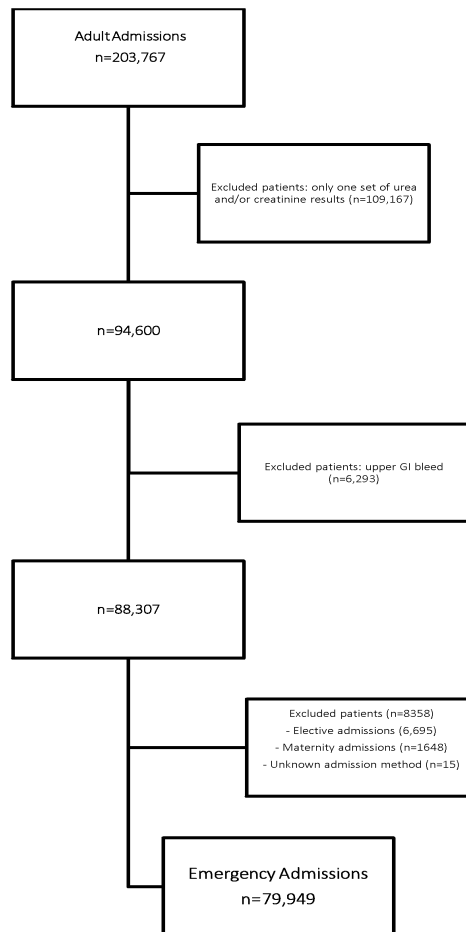 Adult Admissions
n=203,767
Excluded patients: only one set of urea
and/or creatinine results (n=109,167)
n=94,600
Excluded patients: upper GI bleed
(n=6,293)
n=88,307
Excluded patients (n=8358)
- Elective admissions (6,695)
- Maternity admissions (n=1648)
- Unknown admission method (n=15)
Emergency Admissions
n=79,949